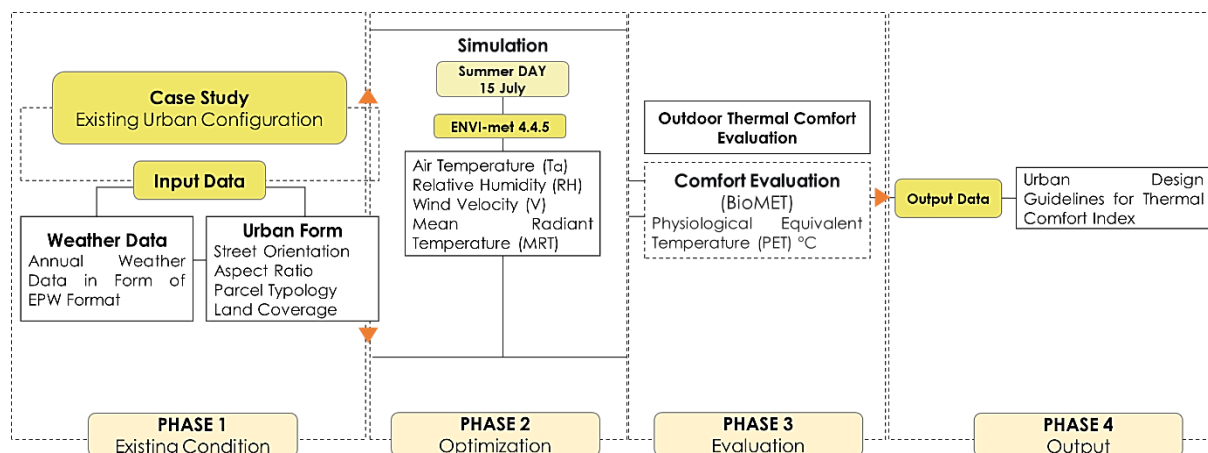 Case Study
Existing Urban Configuration
Input Data
Weather Data
Annual Weather
Data in Form of
EPW Format
Urban Form
Street Orientation
Aspect Ratio
Parcel Typology
Land Coverage
PHASE 1
Existing Condition
Simulation
Summer DAY
15 July
ENVI-met 4.4.5
Air Temperature (Ta)
Relative Humidity (RH)
Wind Velocity (V)
Mean Radiant
Temperature (MRT)
PHASE 2
Optimization
Outdoor Thermal Comfort
Evaluation
Comfort Evaluation
(BioMET)
Physiological Equivalent
Temperature (PET) °C
PHASE 3
Evaluation
Output Data
Urban Design
Guidelines for Thermal
Comfort Index
PHASE 4
Output